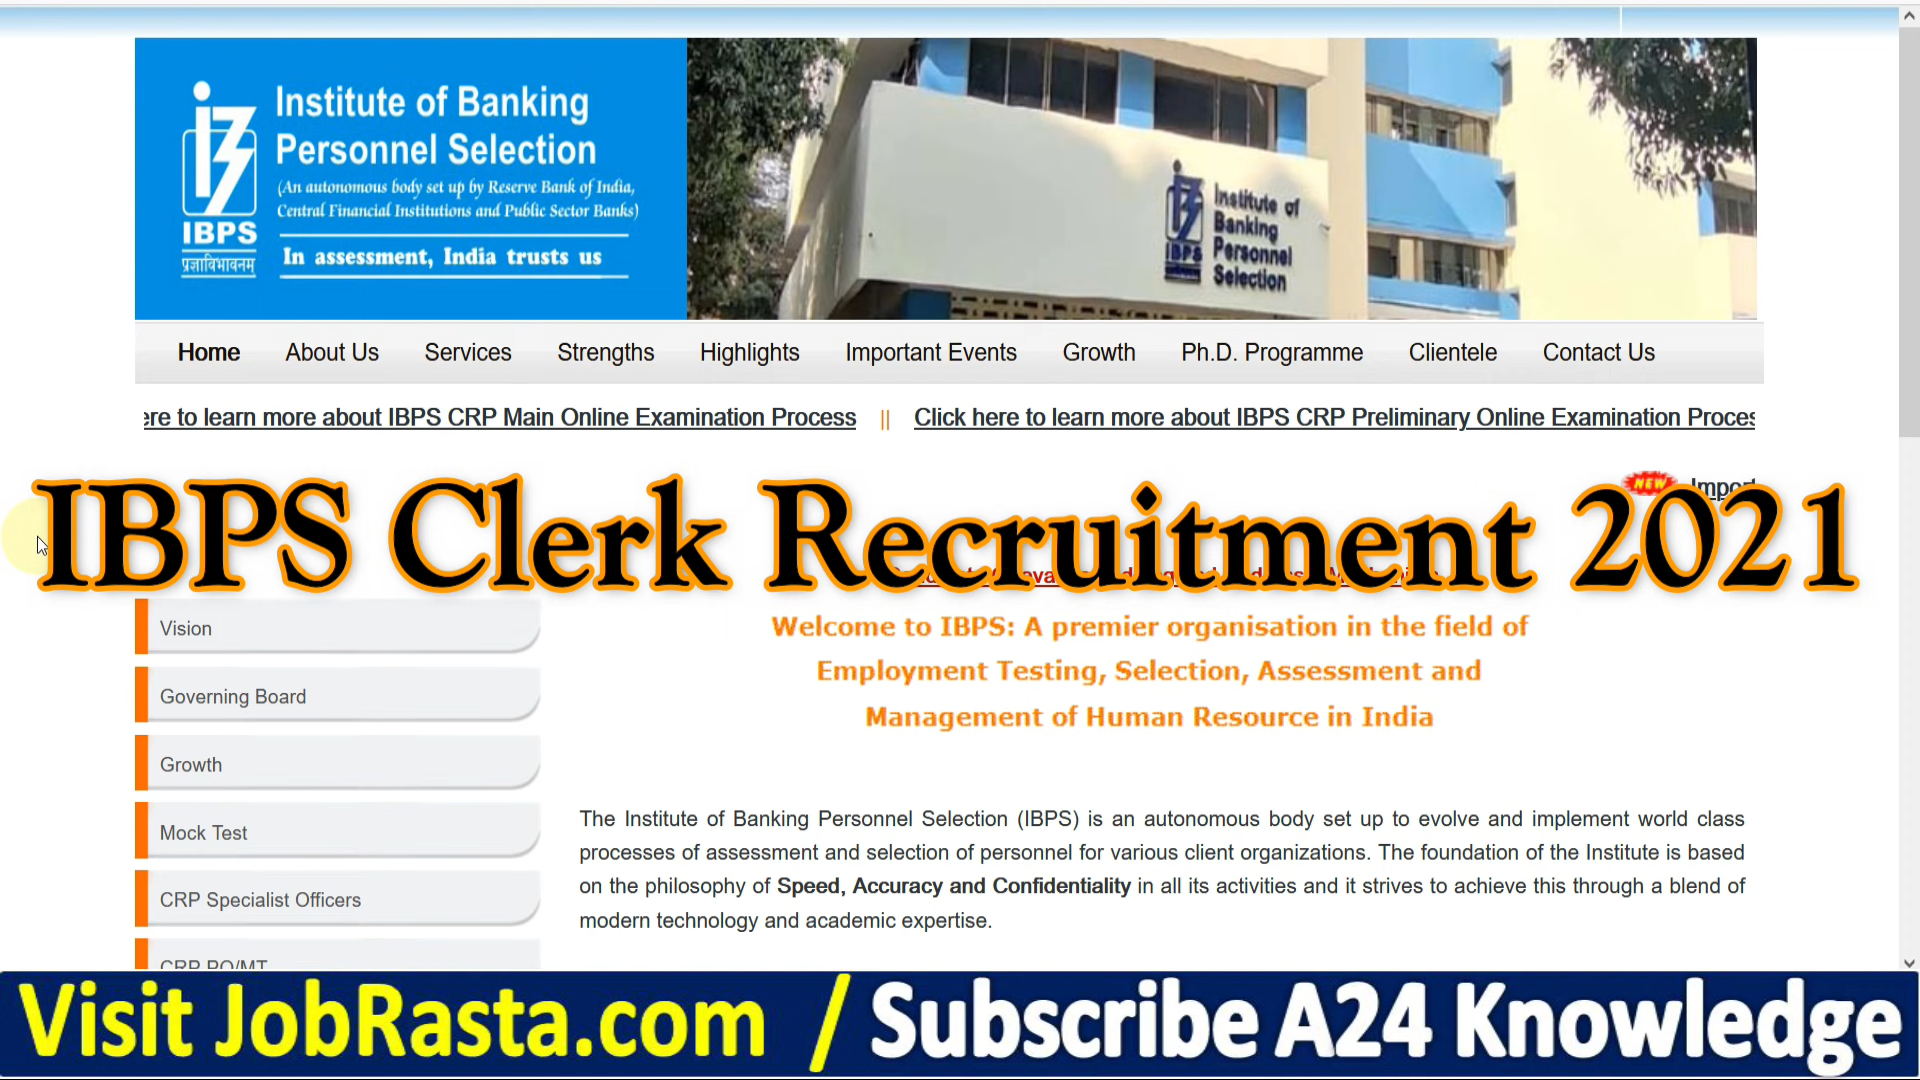 Institute of Banking
Personnel Selection
(An autonomous body set up by Reserve Bank of India,
Central Financial Institutions and Public Sector Banks)
In assessment, India trusts us
IBPS
प्रज्ञाविभावनम्
Institute of
Banking
Personnel
Selection
IBPS
Home About Us Services Strengths Highlights Important Events Growth Ph.D. Programme Clientele Contact Us
ere to learn more about IBPS CRP Main Online Examination Process || Click here to learn more about IBPS CRP Preliminary Online Examination Proces
NEW Impor
IBPS Clerk Recruitment 2021
Welcome to IBPS: A premier organisation in the field of
Employment Testing, Selection, Assessment and
Management of Human Resource in India
Vision
Governing Board
Growth
Mock Test
CRP Specialist Officers
CRP PO/MT
The Institute of Banking Personnel Selection (IBPS) is an autonomous body set up to evolve and implement world class
processes of assessment and selection of personnel for various client organizations. The foundation of the Institute is based
on the philosophy of Speed, Accuracy and Confidentiality in all its activities and it strives to achieve this through a blend of
modern technology and academic expertise.
Visit JobRasta.com / Subscribe A24 Knowledge